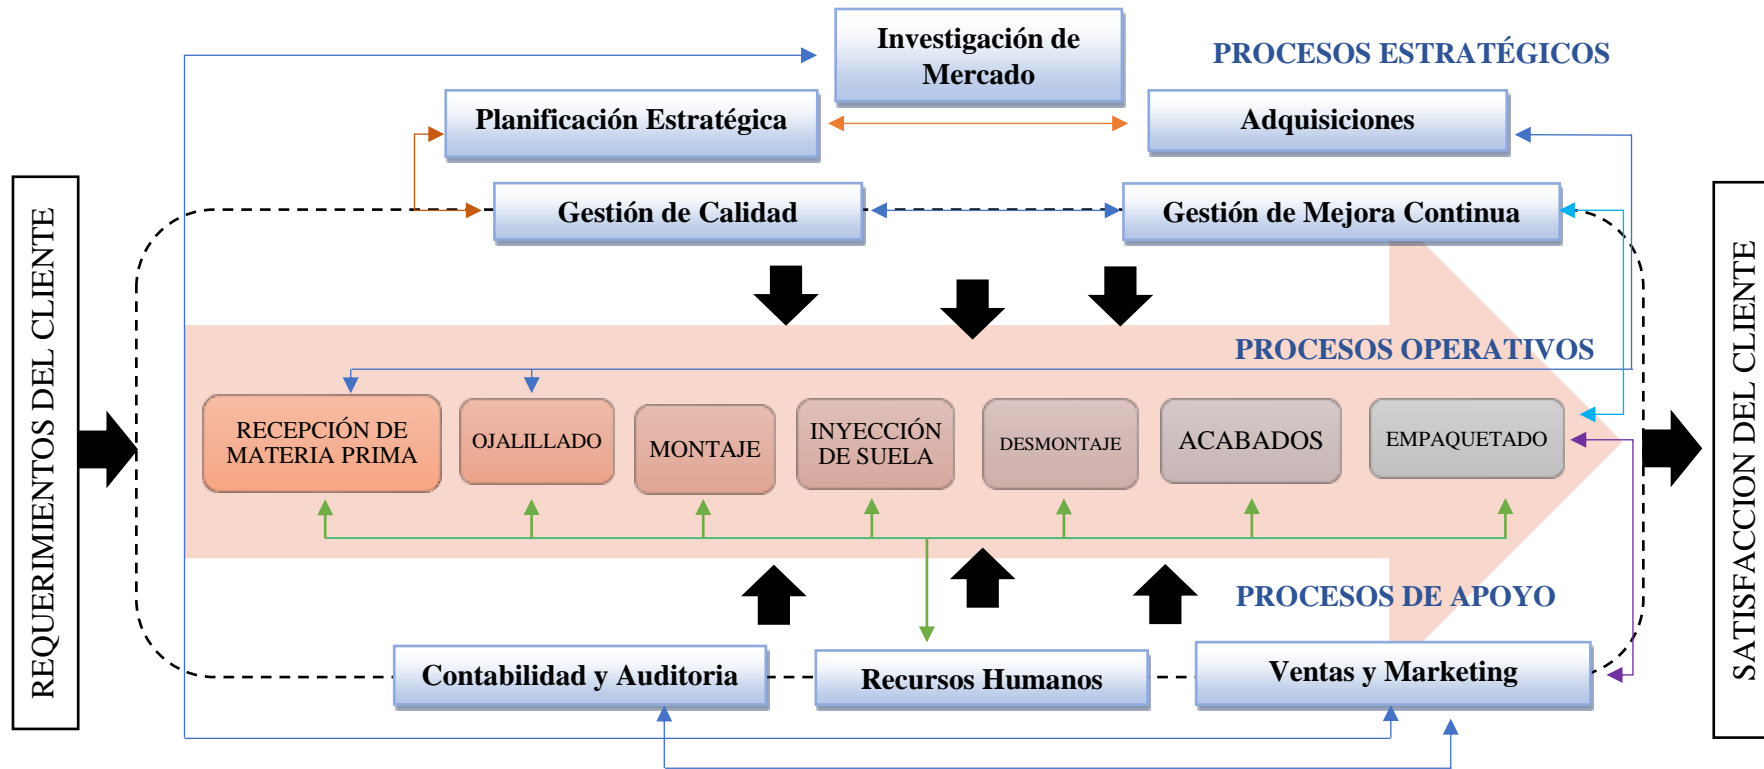 Investigación de
Mercado
PROCESOS ESTRATÉGICOS
Planificación Estratégica
Adquisiciones
Gestión de Calidad
Gestión de Mejora Continua
REQUERIMIENTOS DEL CLIENTE
PROCESOS OPERATIVOS
RECEPCIÓN DE
MATERIA PRIMA
OJALILLADO
MONTAJE
INYECCIÓN
DE SUELA
DESMONTAJE
ACABADOS
EMPAQUETADO
SATISFACCION DEL CLIENTE
PROCESOS DE APOYO
Contabilidad y Auditoria
Recursos Humanos
Ventas y Marketing